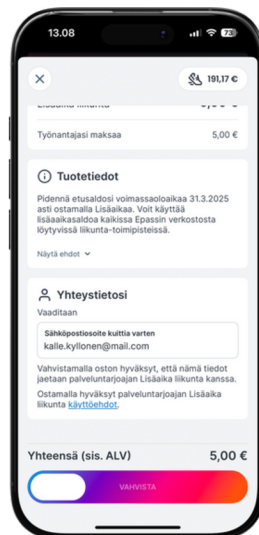 13.08
73
191,17 €
Lisäaika liikunta
Työnantajasi maksaa 5,00 €
Tuotetiedot
Pidennä etusaldosi voimassaoloaikaa 31.3.2025
asti ostamalla Lisäaikaa. Voit käyttää
lisäaikasaldoa kaikissa Epassin verkostosta
löytyvissä liikunta-toimipisteissä.
Näytä ehdot
Yhteystietosi
Vaaditaan
Sähköpostiosoite kuittia varten
kalle.kyllonen@mail.com
Vahvistamalla oston hyväksyt, että nämä tiedot
jaetaan palveluntarjoajan Lisäaika liikunta kanssa.
Ostamalla hyväksyt palveluntarjoajan Lisäaika
liikunta käyttöehdot.
Yhteensä (sis. ALV) 5,00 €
VAHVISTA